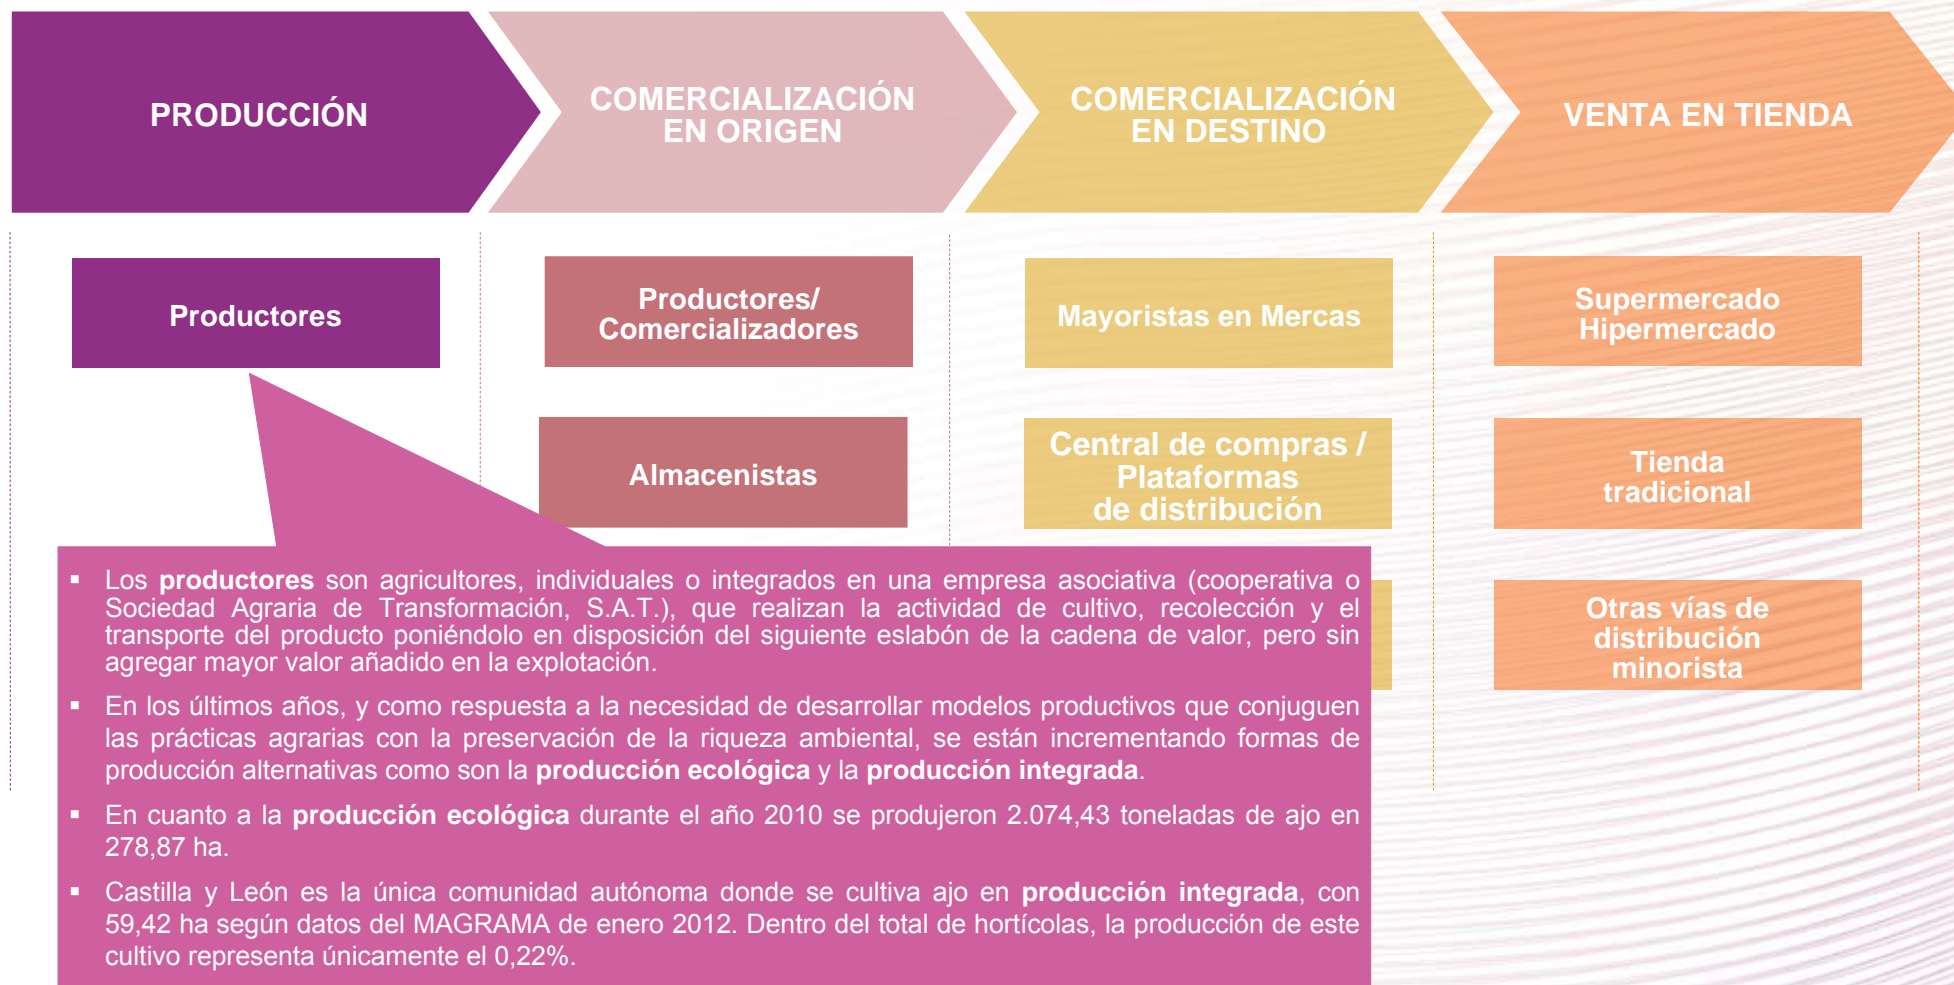 PRODUCCIÓN
COMERCIALIZACIÓN
EN ORIGEN
COMERCIALIZACIÓN
EN DESTINO
VENTA EN TIENDA
Productores
Productores/
Comercializadores
Mayoristas en Mercas
Supermercado
Hipermercado
Almacenistas
Central de compras /
Plataformas
de distribución
Tienda
tradicional
Otras vías de
distribución
minorista
▪ Los productores son agricultores, individuales o integrados en una empresa asociativa (cooperativa o
Sociedad Agraria de Transformación, S.A.T.), que realizan la actividad de cultivo, recolección y el
transporte del producto poniéndolo en disposición del siguiente eslabón de la cadena de valor, pero sin
agregar mayor valor añadido en la explotación.
▪ En los últimos años, y como respuesta a la necesidad de desarrollar modelos productivos que conjuguen
las prácticas agrarias con la preservación de la riqueza ambiental, se están incrementando formas de
producción alternativas como son la producción ecológica y la producción integrada.
▪ En cuanto a la producción ecológica durante el año 2010 se produjeron 2.074,43 toneladas de ajo en
278,87 ha.
▪ Castilla y León es la única comunidad autónoma donde se cultiva ajo en producción integrada, con
59,42 ha según datos del MAGRAMA de enero 2012. Dentro del total de hortícolas, la producción de este
cultivo representa únicamente el 0,22%.